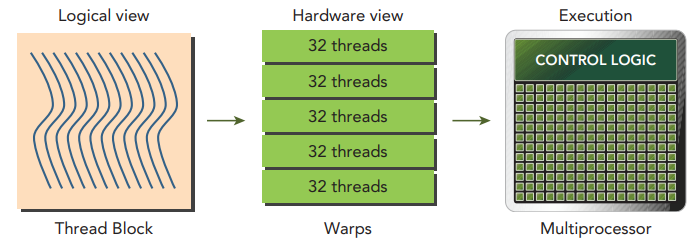 Logical view
Hardware view
Execution
32 threads
32 threads
32 threads
32 threads
32 threads
CONTROL LOGIC
Thread Block
Warps
Multiprocessor